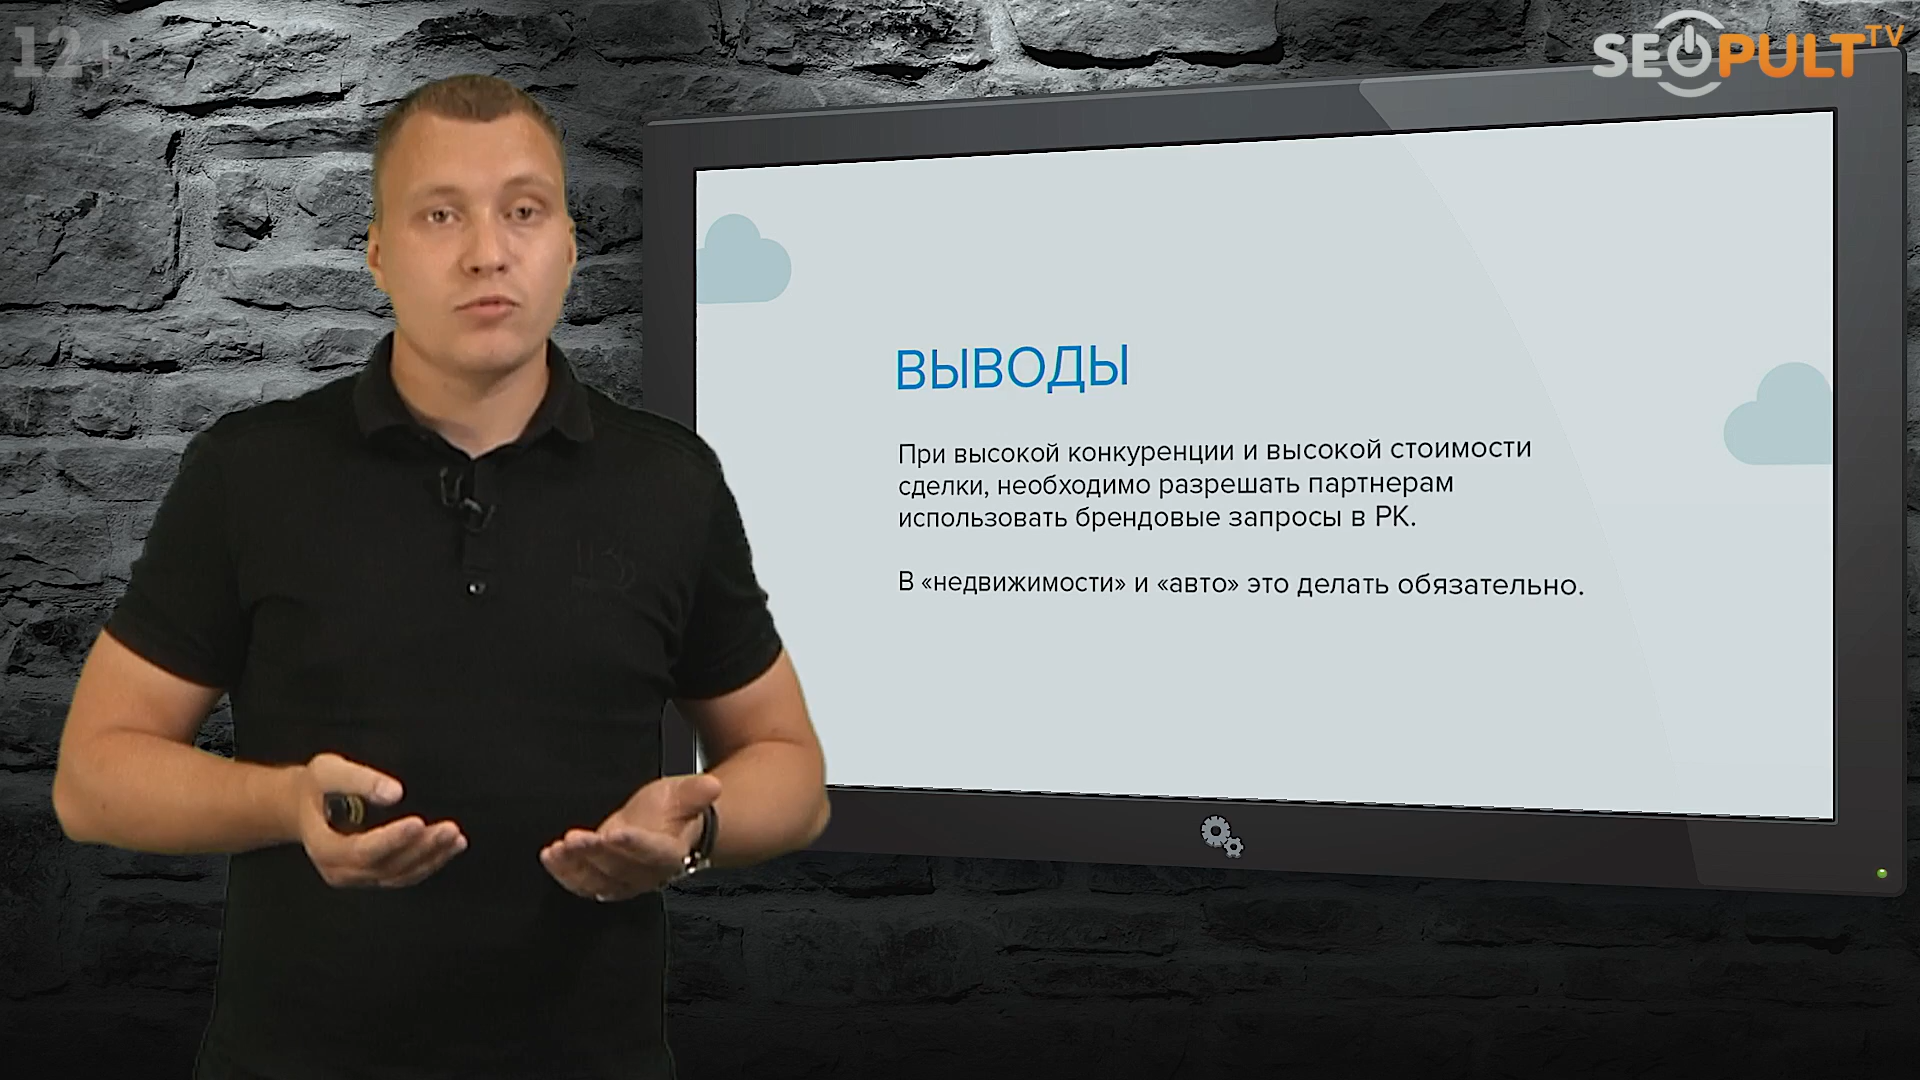 12+
SEOPULT TV
ВЫВОДЫ
При высокой конкуренции и высокой стоимости
сделки, необходимо разрешать партнерам
использовать брендовые запросы в РК.
В «недвижимости» и «авто» это делать обязательно.